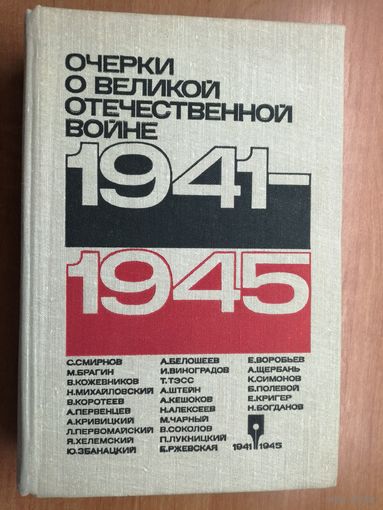 ОЧЕРКИ
О ВЕЛИКОЙ
ОТЕЧЕСТВЕННОЙ
ВОЙНЕ
1941–
1945
С.СМИРНОВ
М.БРАГИН
В.КОЖЕВНИКОВ
Н.МИХАЙЛОВСКИЙ
В.КОРОТЕЕВ
А.ПЕРВЕНЦЕВ
А.КРИВИЦКИЙ
Л.ПЕРВОМАЙСКИЙ
Я.ХЕЛЕМСКИЙ
Ю.ЗБАНАЦКИЙ
А.БЕЛОШЕЕВ
И.ВИНОГРАДОВ
Т.ТЭСС
А.ШТЕЙН
А.КЕШОКОВ
Н.АЛЕКСЕЕВ
М.ЧАРНЫЙ
В.СОКОЛОВ
П.ЛУКНИЦКИЙ
Е.РЖЕВСКАЯ
Е.ВОРОБЬЕВ
А.ЩЕРБАНЬ
К.СИМОНОВ
Б.ПОЛЕВОЙ
Е.КРИГЕР
Н.БОГДАНОВ
1941 1945